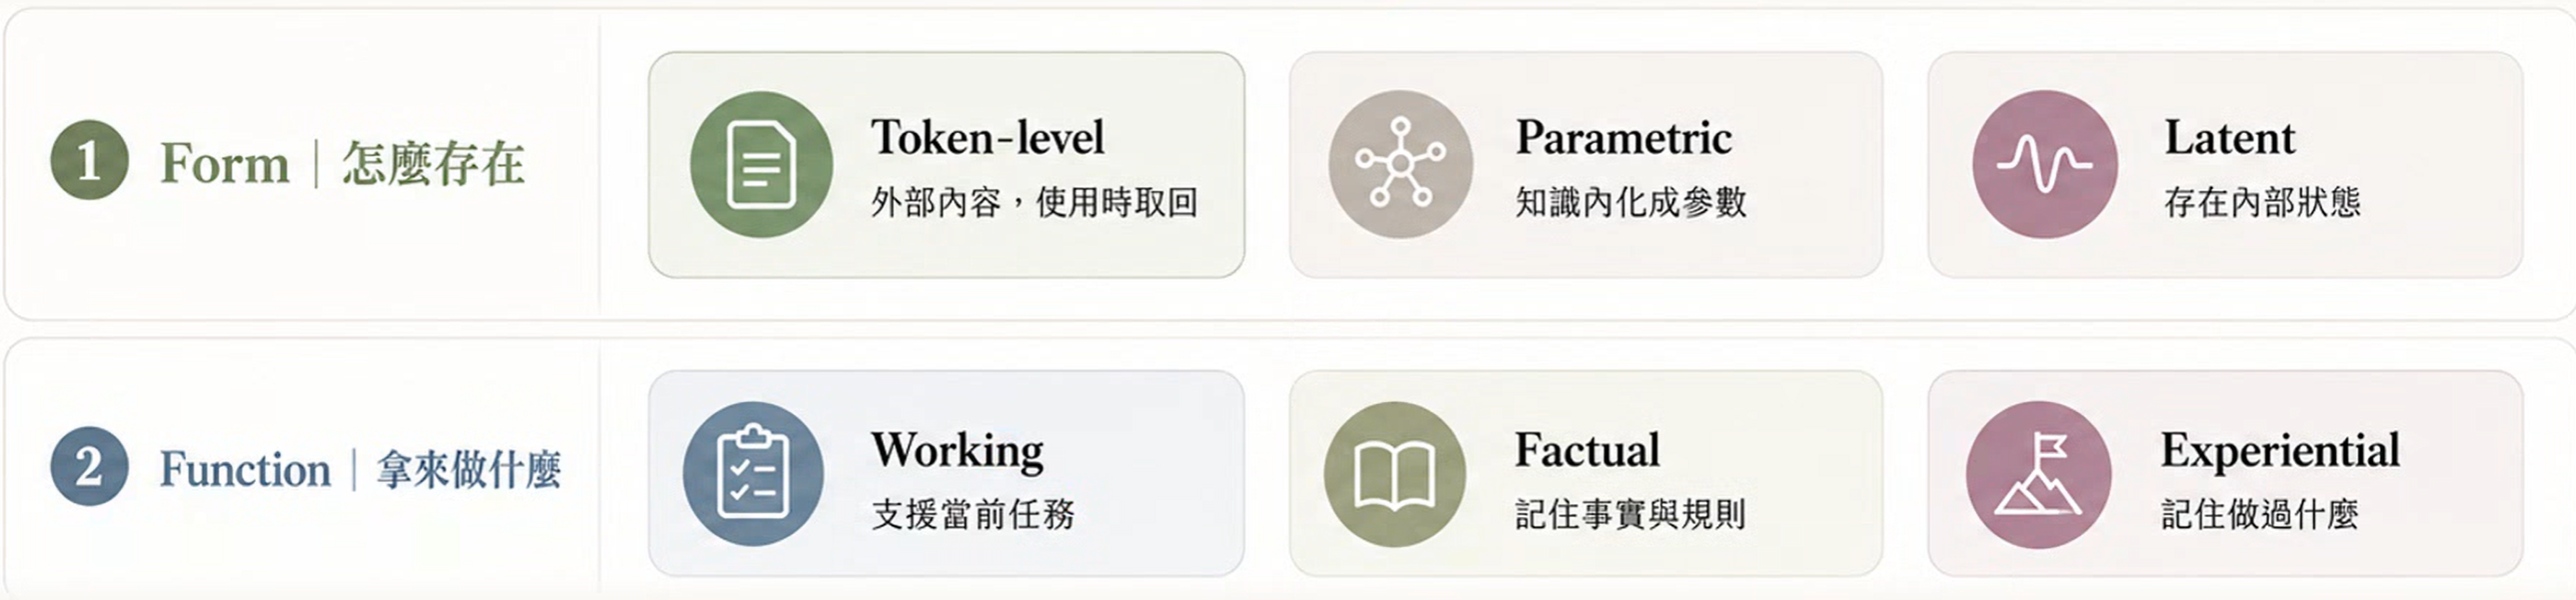 1 Form｜怎麼存在
Token-level
外部內容，使用時取回
Parametric
知識內化成參數
Latent
存在內部狀態
2 Function｜拿來做什麼
Working
支援當前任務
Factual
記住事實與規則
Experiential
記住做過什麼